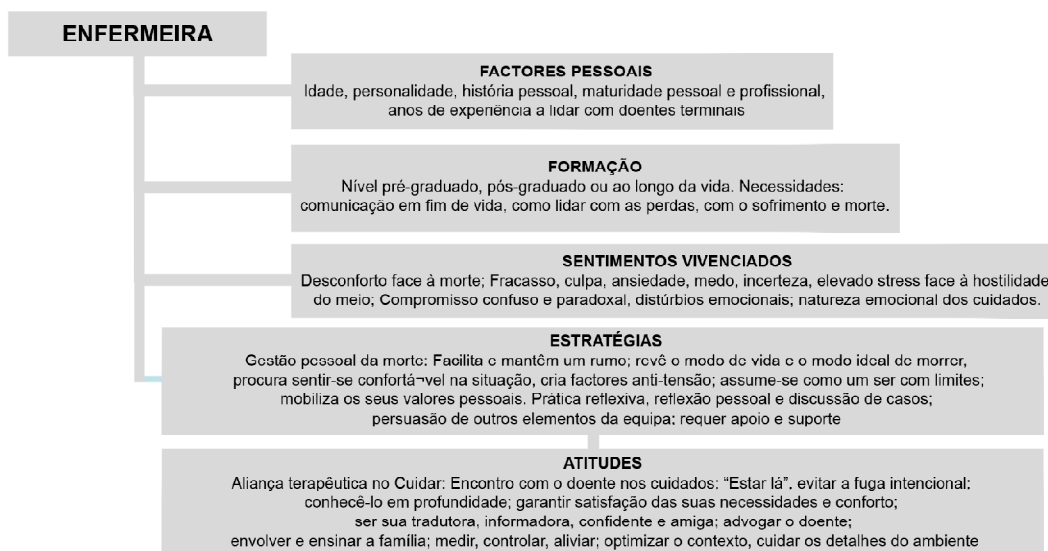 ENFERMEIRA
FACTORES PESSOAIS
Idade, personalidade, história pessoal, maturidade pessoal e profissional,
anos de experiência a lidar com doentes terminais
FORMAÇÃO
Nível pré-graduado, pós-graduado ou ao longo da vida. Necessidades:
comunicação em fim de vida, como lidar com as perdas, com o sofrimento e morte.
SENTIMENTOS VIVENCIADOS
Desconforto face à morte; Fracasso, culpa, ansiedade, medo, incerteza, elevado stress face à hostilidade
do meio; Compromisso confuso e paradoxal, distúrbios emocionais; natureza emocional dos cuidados.
ESTRATÉGIAS
Gestão pessoal da morte: Facilita e mantêm um rumo; revê o modo de vida e o modo ideal de morrer,
procura sentir-se confortá¬vel na situação, cria factores anti-tensão; assume-se como um ser com limites;
mobiliza os seus valores pessoais. Prática reflexiva, reflexão pessoal e discussão de casos;
persuasão de outros elementos da equipa; requer apoio e suporte
ATITUDES
Aliança terapêutica no Cuidar: Encontro com o doente nos cuidados: "Estar lá", evitar a fuga intencional;
conhecê-lo em profundidade; garantir satisfação das suas necessidades e conforto;
ser sua tradutora, informadora, confidente e amiga; advogar o doente;
envolver e ensinar a família; medir, controlar, aliviar; optimizar o contexto, cuidar os detalhes do ambiente